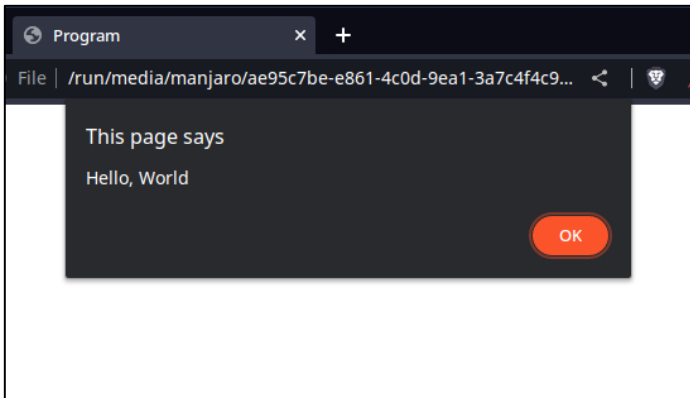 Program
File | /run/media/manjaro/ae95c7be-e861-4c0d-9ea1-3a7c4f4c9...
This page says
Hello, World
OK